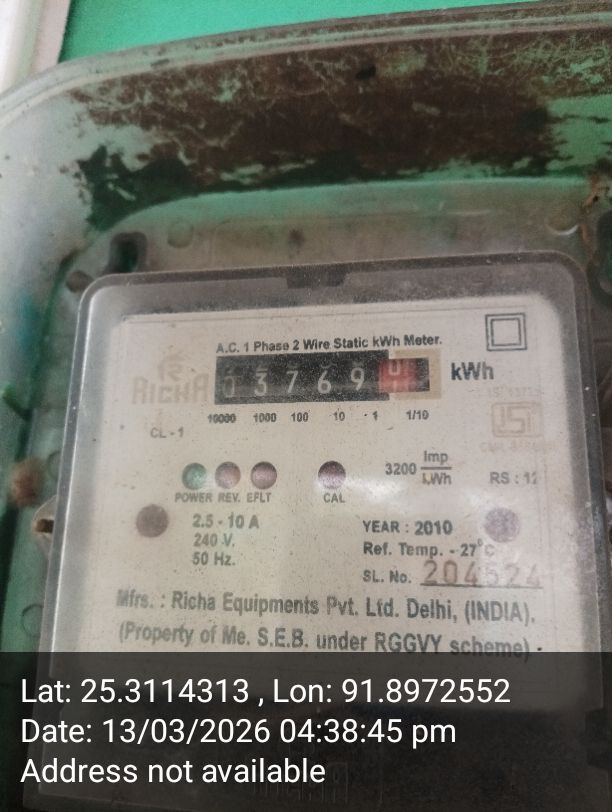 A.C. 1 Phase 2 Wire Static kWh Meter.
RICHA
03769 kWh
10000 1000 100 10 1 1/10
CL - 1
3200 Imp/kWh
RS : 12
POWER REV. EFLT CAL
2.5 - 10 A
240 V.
50 Hz.
YEAR : 2010
Ref. Temp. - 27°C
SL. No. 204524
Mfrs. : Richa Equipments Pvt. Ltd. Delhi, (INDIA).
(Property of Me. S.E.B. under RGGVY scheme)
Lat: 25.3114313 , Lon: 91.8972552
Date: 13/03/2026 04:38:45 pm
Address not available